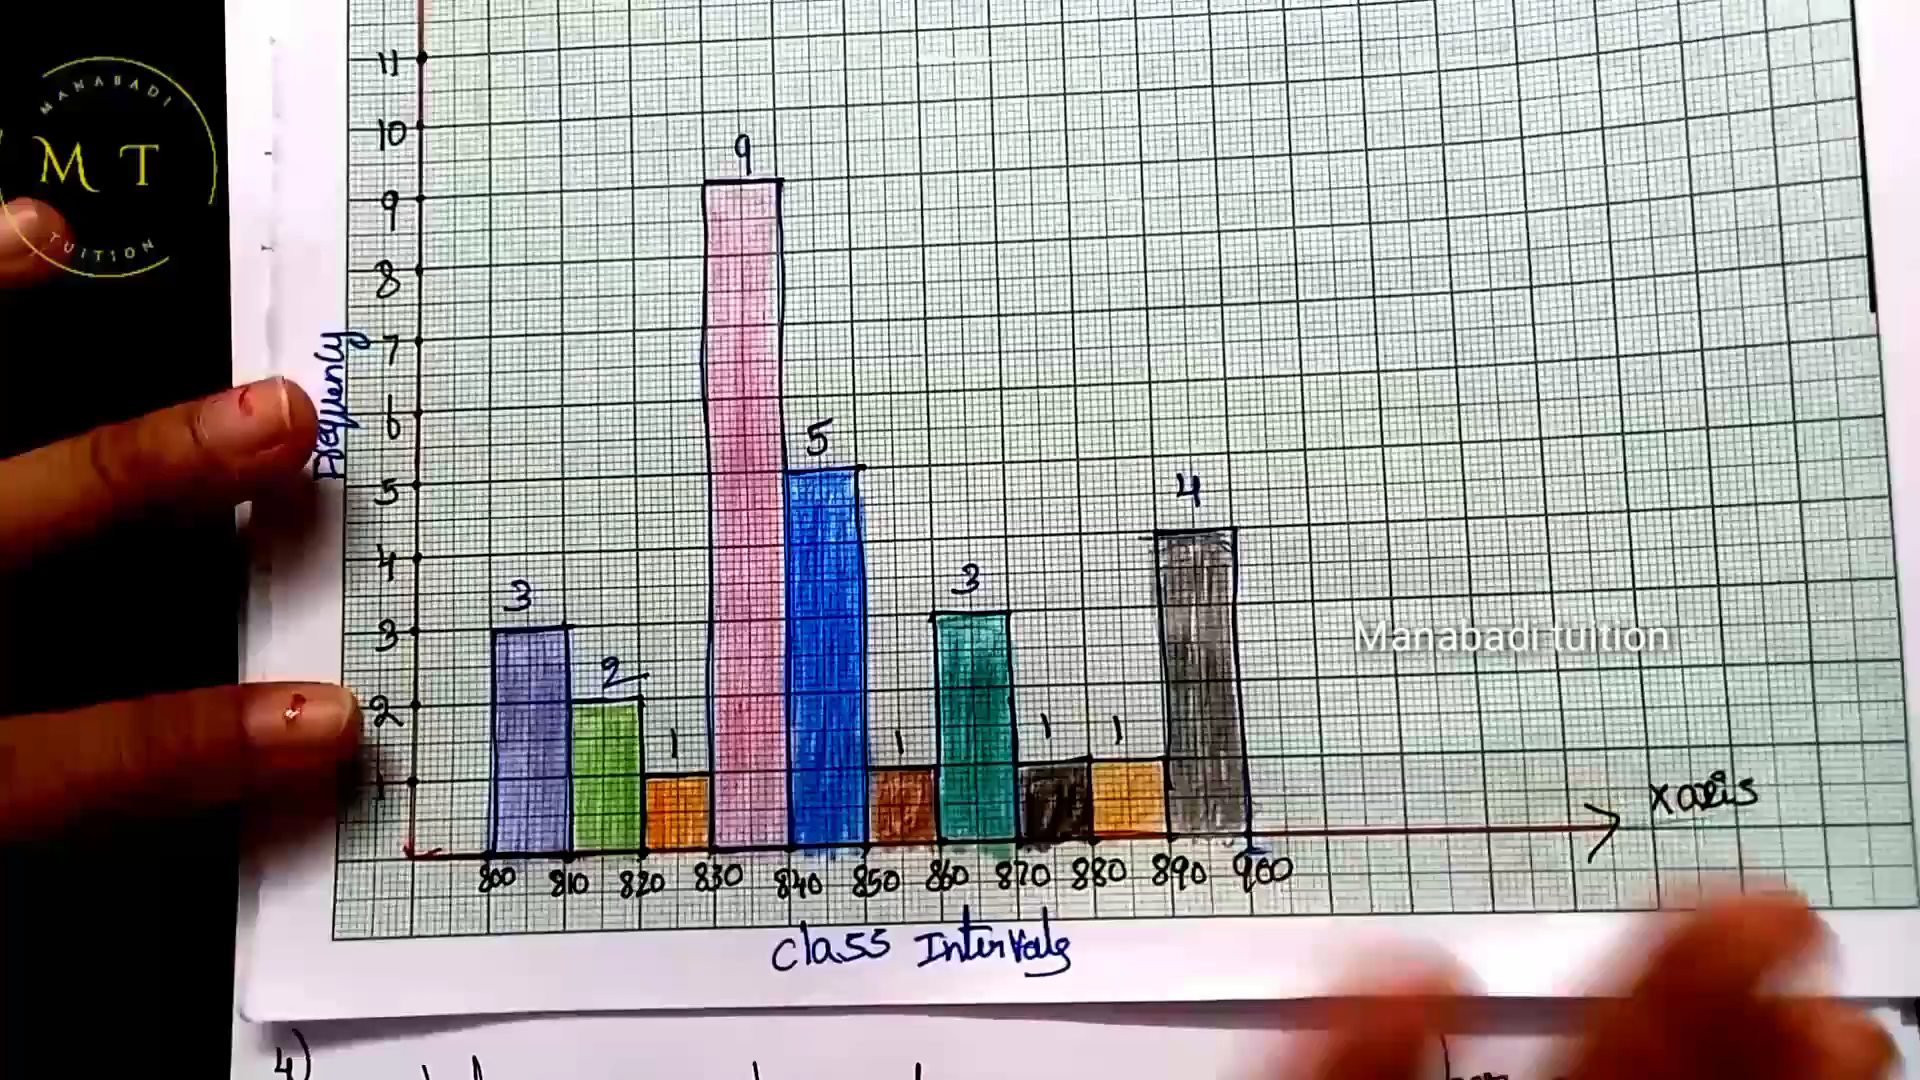 MANABADI
MT
TUITION
11
10
9
8
7
6
5
4
3
2
1
Frequency
9
5
4
3
3
2
1
1
1
1
800 810 820 830 840 850 860 870 880 890 900
X axis
Class Intervals
Manabadi tuition
4)